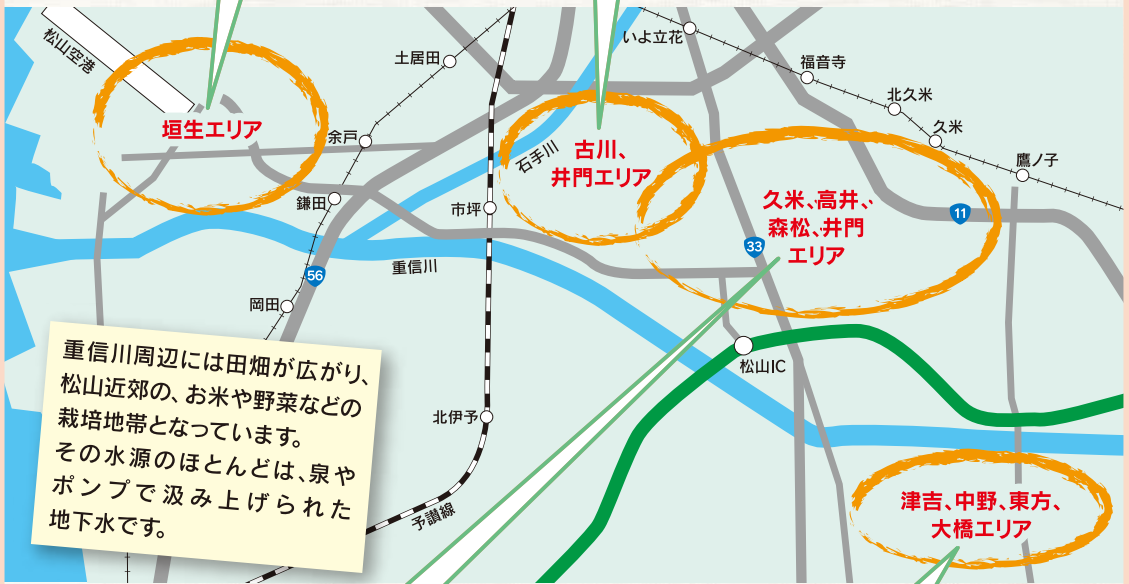 松山空港
垣生エリア
土居田
余戸
鎌田
岡田
56
市坪
石手川
重信川
古川、
井門エリア
いよ立花
福音寺
北久米
久米
鷹ノ子
11
久米、高井、
森松、井門
エリア
33
松山IC
北伊予
予讃線
津吉、中野、東方、
大橋エリア
重信川周辺には田畑が広がり、
松山近郊の、お米や野菜などの
栽培地帯となっています。
その水源のほとんどは、泉や
ポンプで汲み上げられた
地下水です。